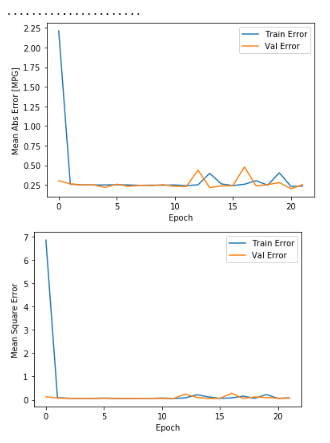 ......................
Mean Abs Error [MPG]
2.25
2.00
1.75
1.50
1.25
1.00
0.75
0.50
0.25
Train Error
Val Error
0 5 10 15 20
Epoch
Mean Square Error
7
6
5
4
3
2
1
0
Train Error
Val Error
0 5 10 15 20
Epoch